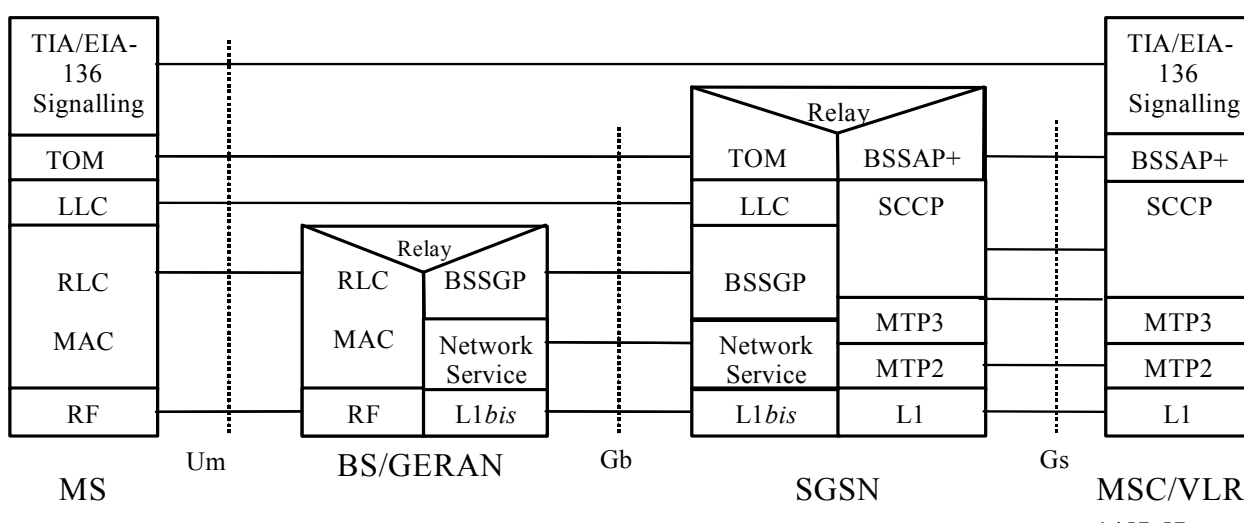 TIA/EIA-
136
Signalling
TOM
LLC
RLC
MAC
RF
MS
Um
Relay
RLC
MAC
RF
BSSGP
Network
Service
L1bis
BS/GERAN
Gb
Relay
TOM
LLC
BSSGP
Network
Service
L1bis
BSSAP+
SCCP
MTP3
MTP2
L1
SGSN
Gs
TIA/EIA-
136
Signalling
BSSAP+
SCCP
MTP3
MTP2
L1
MSC/VLR